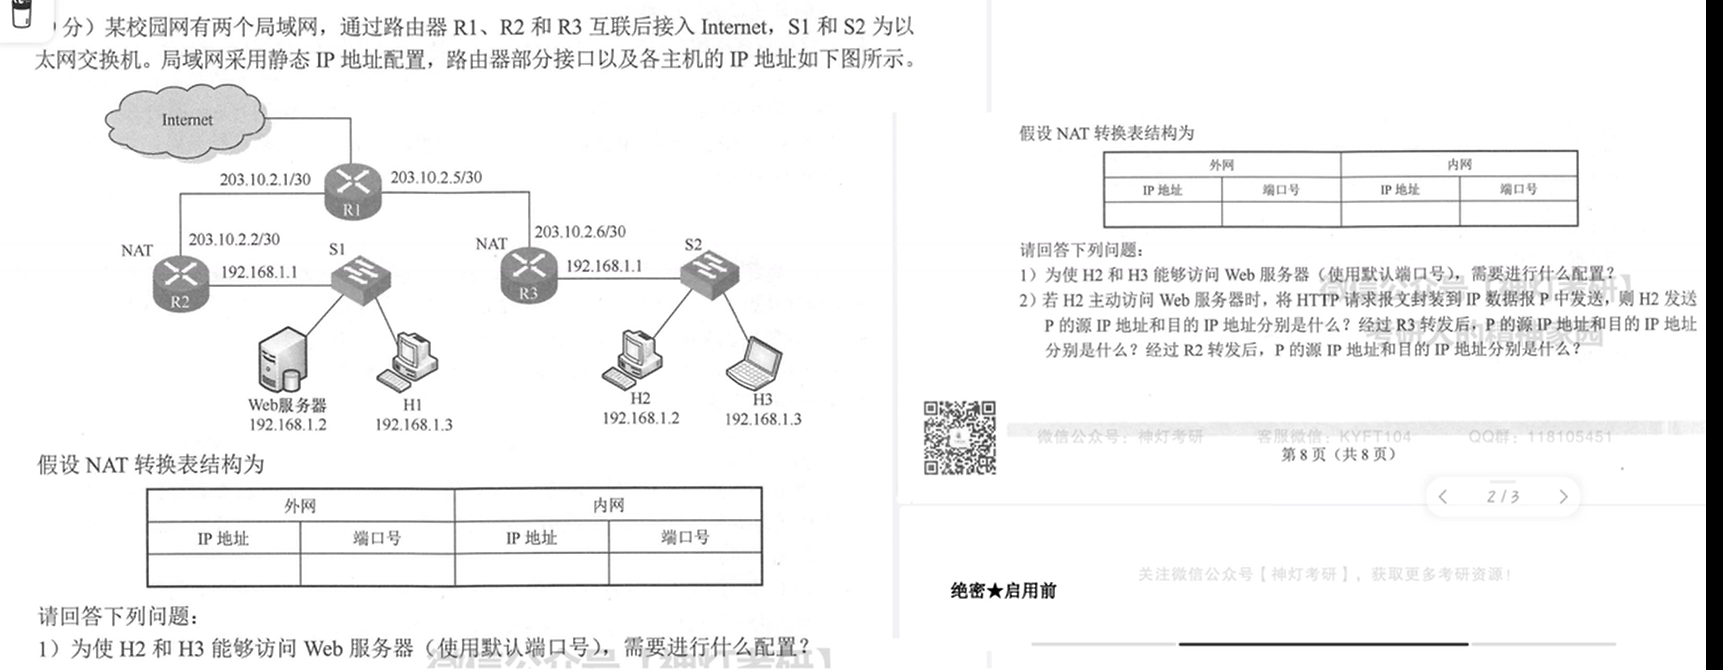 分）某校园网有两个局域网，通过路由器 R1、R2 和 R3 互联后接入 Internet，S1 和 S2 为以
太网交换机。局域网采用静态 IP 地址配置，路由器部分接口以及各主机的 IP 地址如下图所示。
Internet
203.10.2.1/30
203.10.2.5/30
R1
NAT
203.10.2.2/30
S1
NAT
203.10.2.6/30
S2
192.168.1.1
192.168.1.1
R2
R3
Web服务器
192.168.1.2
H1
192.168.1.3
H2
192.168.1.2
H3
192.168.1.3
假设 NAT 转换表结构为
外网 内网
IP 地址 端口号 IP 地址 端口号
请回答下列问题：
1）为使 H2 和 H3 能够访问 Web 服务器（使用默认端口号），需要进行什么配置？
假设 NAT 转换表结构为
外网 内网
IP 地址 端口号 IP 地址 端口号
请回答下列问题：
1）为使 H2 和 H3 能够访问 Web 服务器（使用默认端口号），需要进行什么配置？
2）若 H2 主动访问 Web 服务器时，将 HTTP 请求报文封装到 IP 数据报 P 中发送，则 H2 发送
P 的源 IP 地址和目的 IP 地址分别是什么？经过 R3 转发后，P 的源 IP 地址和目的 IP 地址
分别是什么？经过 R2 转发后，P 的源 IP 地址和目的 IP 地址分别是什么？
微信公众号：神灯考研 客服微信：KYFT104 QQ群：118105451
第 8 页（共 8 页）
2/3
关注微信公众号【神灯考研】，获取更多考研资源！
绝密★启用前